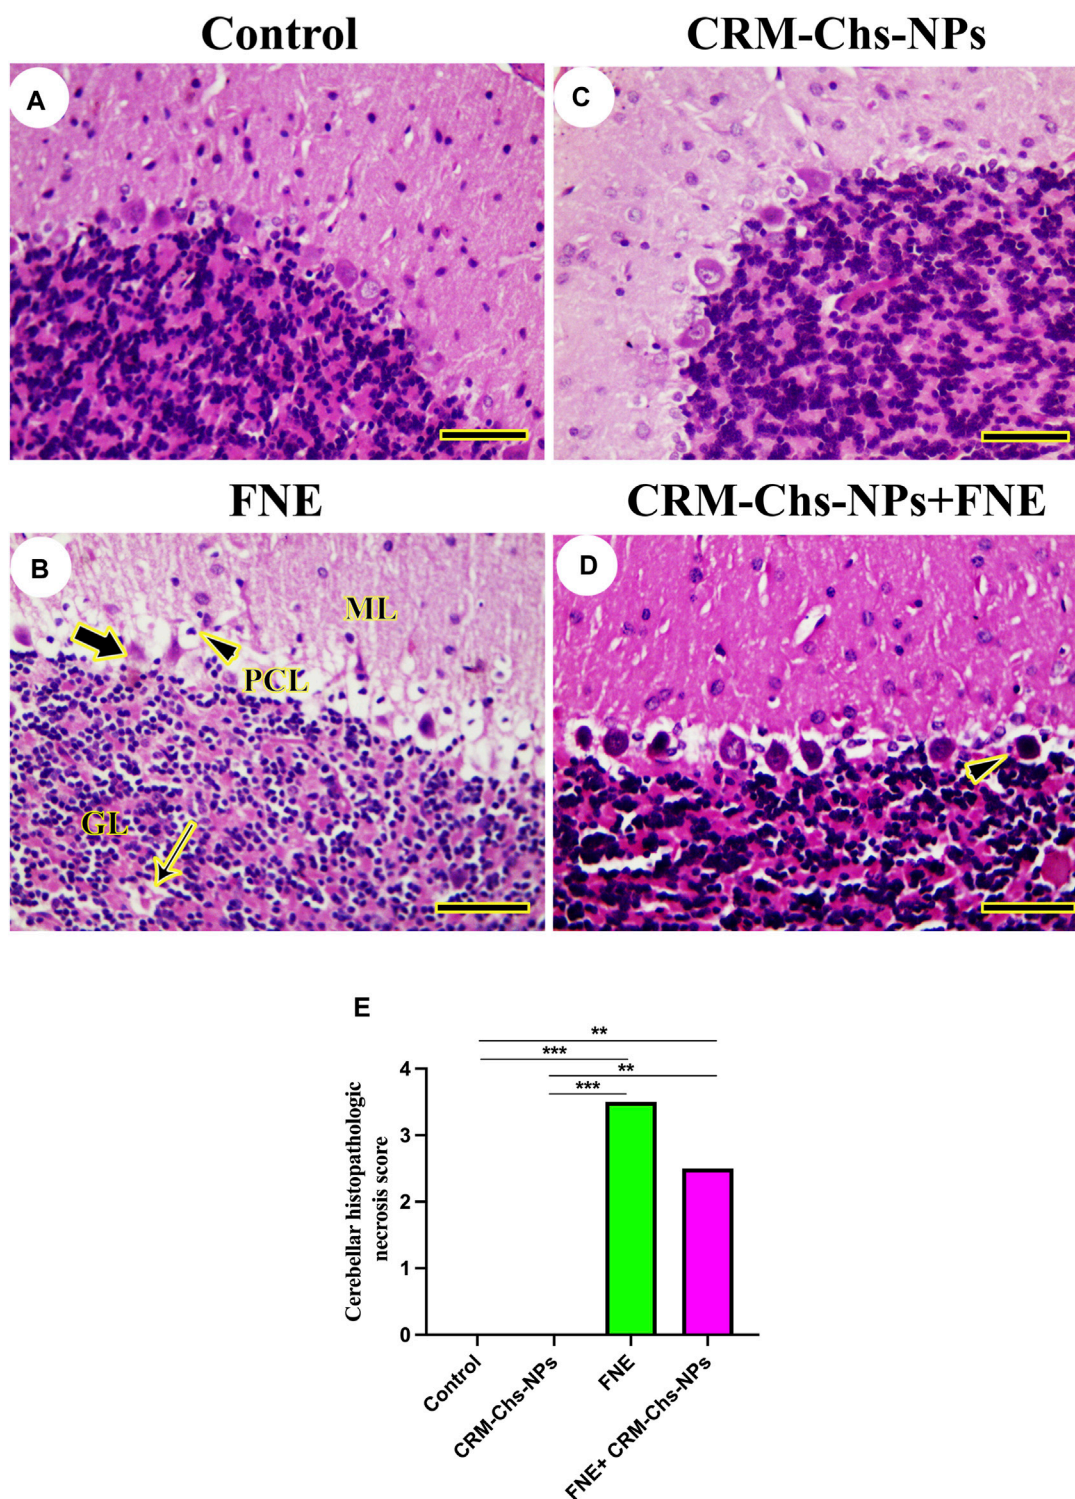 Control
CRM-Chs-NPs
A
C
FNE
CRM-Chs-NPs+FNE
B
ML
PCL
GL
D
E
**
***
**
***
4
3
2
1
0
Cerebellar histopathologic
necrosis score
Control
CRM-Chs-NPs
FNE
FNE+ CRM-Chs-NPs